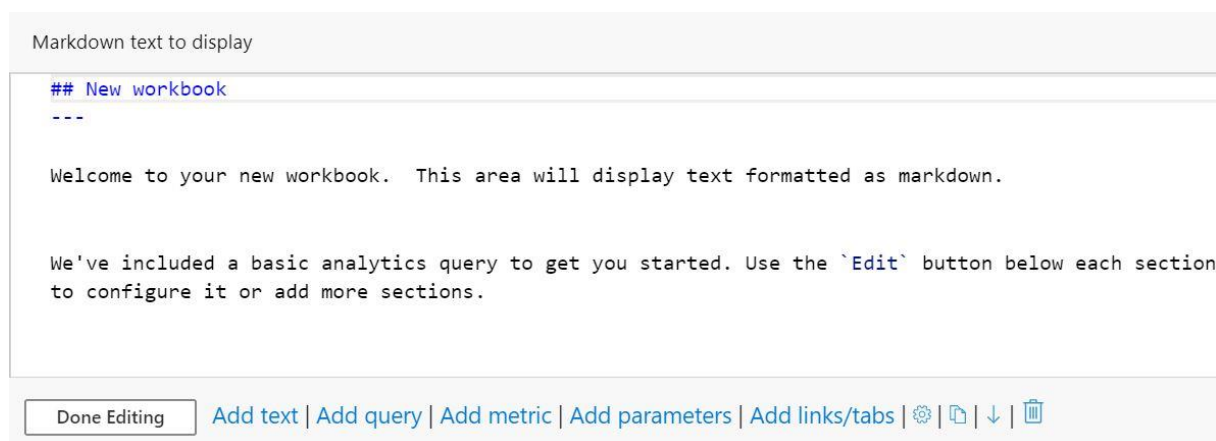 Markdown text to display
## New workbook
---
Welcome to your new workbook.  This area will display text formatted as markdown.
We've included a basic analytics query to get you started. Use the `Edit` button below each section
to configure it or add more sections.
Done Editing Add text | Add query | Add metric | Add parameters | Add links/tabs | | | ↓ |